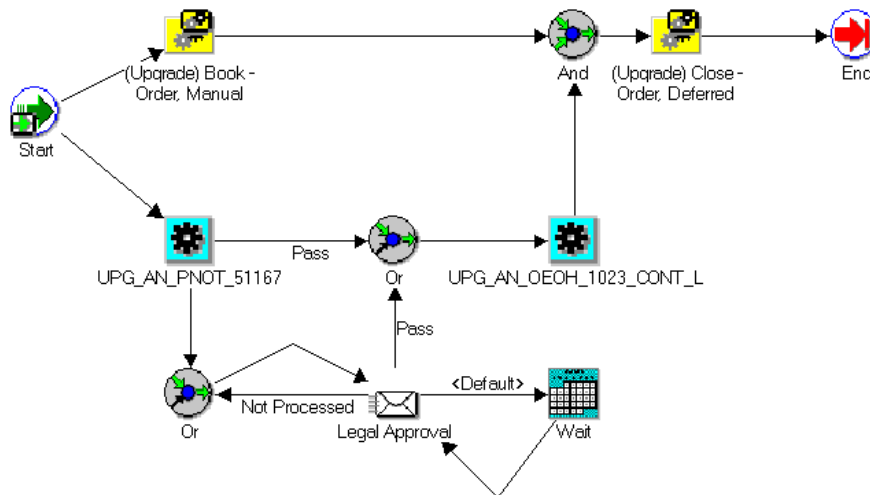 (Upgrade) Book -
Order, Manual
And
(Upgrade) Close -
Order, Deferred
End
Start
UPG_AN_PNOT_51167
Pass
Or
UPG_AN_OEOH_1023_CONT_L
Pass
Or
Not Processed
Legal Approval
<Default>
Wait